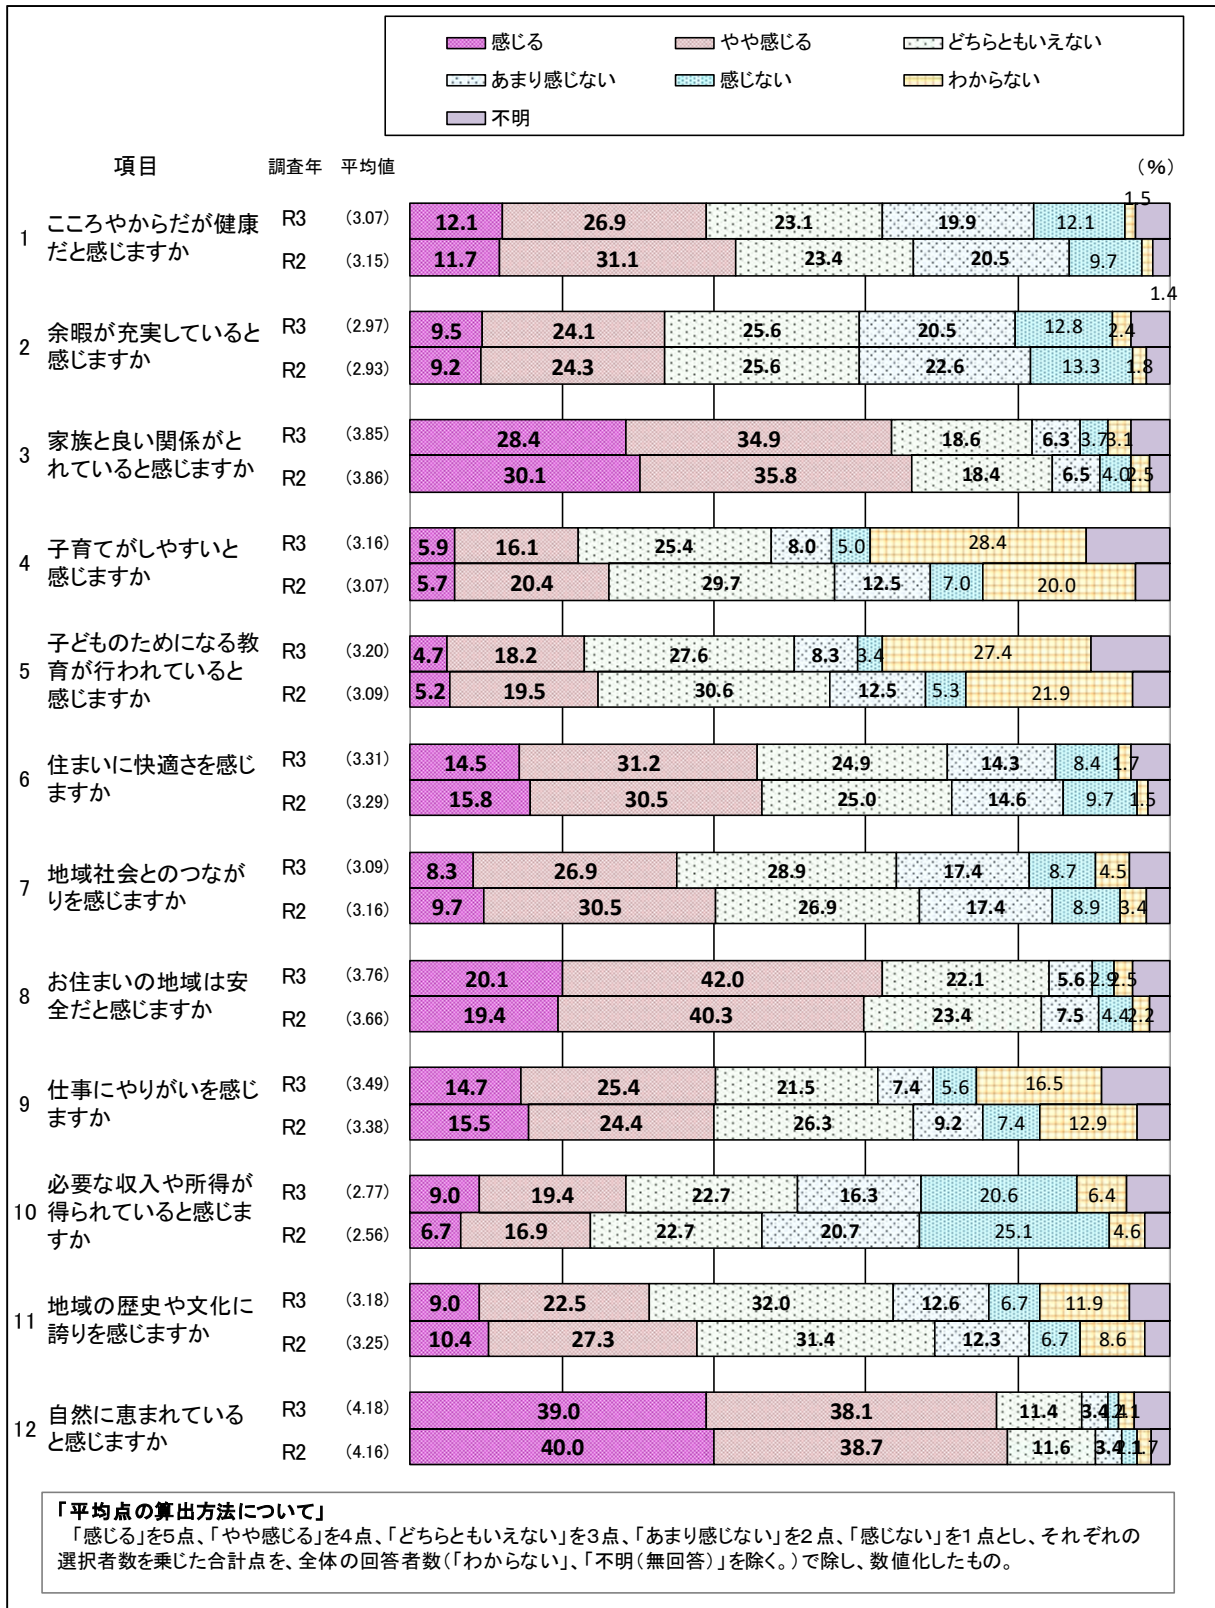 感じる やや感じる どちらともいえない
あまり感じない 感じない わからない
不明
項目 調査年 平均値 (%)
1 こころやからだが健康だと感じますか
R3 (3.07) 12.1 26.9 23.1 19.9 12.1 1.5
R2 (3.15) 11.7 31.1 23.4 20.5 9.7 1.4
2 余暇が充実していると感じますか
R3 (2.97) 9.5 24.1 25.6 20.5 12.8 2.4
R2 (2.93) 9.2 24.3 25.6 22.6 13.3 1.8
3 家族と良い関係がとれていると感じますか
R3 (3.85) 28.4 34.9 18.6 6.3 3.7 3.1
R2 (3.86) 30.1 35.8 18.4 6.5 4.0 2.5
4 子育てがしやすいと感じますか
R3 (3.16) 5.9 16.1 25.4 8.0 5.0 28.4
R2 (3.07) 5.7 20.4 29.7 12.5 7.0 20.0
5 子どものためになる教育が行われていると感じますか
R3 (3.20) 4.7 18.2 27.6 8.3 3.4 27.4
R2 (3.09) 5.2 19.5 30.6 12.5 5.3 21.9
6 住まいに快適さを感じますか
R3 (3.31) 14.5 31.2 24.9 14.3 8.4 1.7
R2 (3.29) 15.8 30.5 25.0 14.6 9.7 1.5
7 地域社会とのつながりを感じますか
R3 (3.09) 8.3 26.9 28.9 17.4 8.7 4.5
R2 (3.16) 9.7 30.5 26.9 17.4 8.9 3.4
8 お住まいの地域は安全だと感じますか
R3 (3.76) 20.1 42.0 22.1 5.6 2.9 2.5
R2 (3.66) 19.4 40.3 23.4 7.5 4.4 2.2
9 仕事にやりがいを感じますか
R3 (3.49) 14.7 25.4 21.5 7.4 5.6 16.5
R2 (3.38) 15.5 24.4 26.3 9.2 7.4 12.9
10 必要な収入や所得が得られていると感じますか
R3 (2.77) 9.0 19.4 22.7 16.3 20.6 6.4
R2 (2.56) 6.7 16.9 22.7 20.7 25.1 4.6
11 地域の歴史や文化に誇りを感じますか
R3 (3.18) 9.0 22.5 32.0 12.6 6.7 11.9
R2 (3.25) 10.4 27.3 31.4 12.3 6.7 8.6
12 自然に恵まれていると感じますか
R3 (4.18) 39.0 38.1 11.4 3.4
R2 (4.16) 40.0 38.7 11.6 3.4 2.1 1.7
「平均点の算出方法について」
「感じる」を5点、「やや感じる」を4点、「どちらともいえない」を3点、「あまり感じない」を2点、「感じない」を1点とし、それぞれの
選択者数を乗じた合計点を、全体の回答者数(「わからない」、「不明(無回答)」を除く。)で除し、数値化したもの。